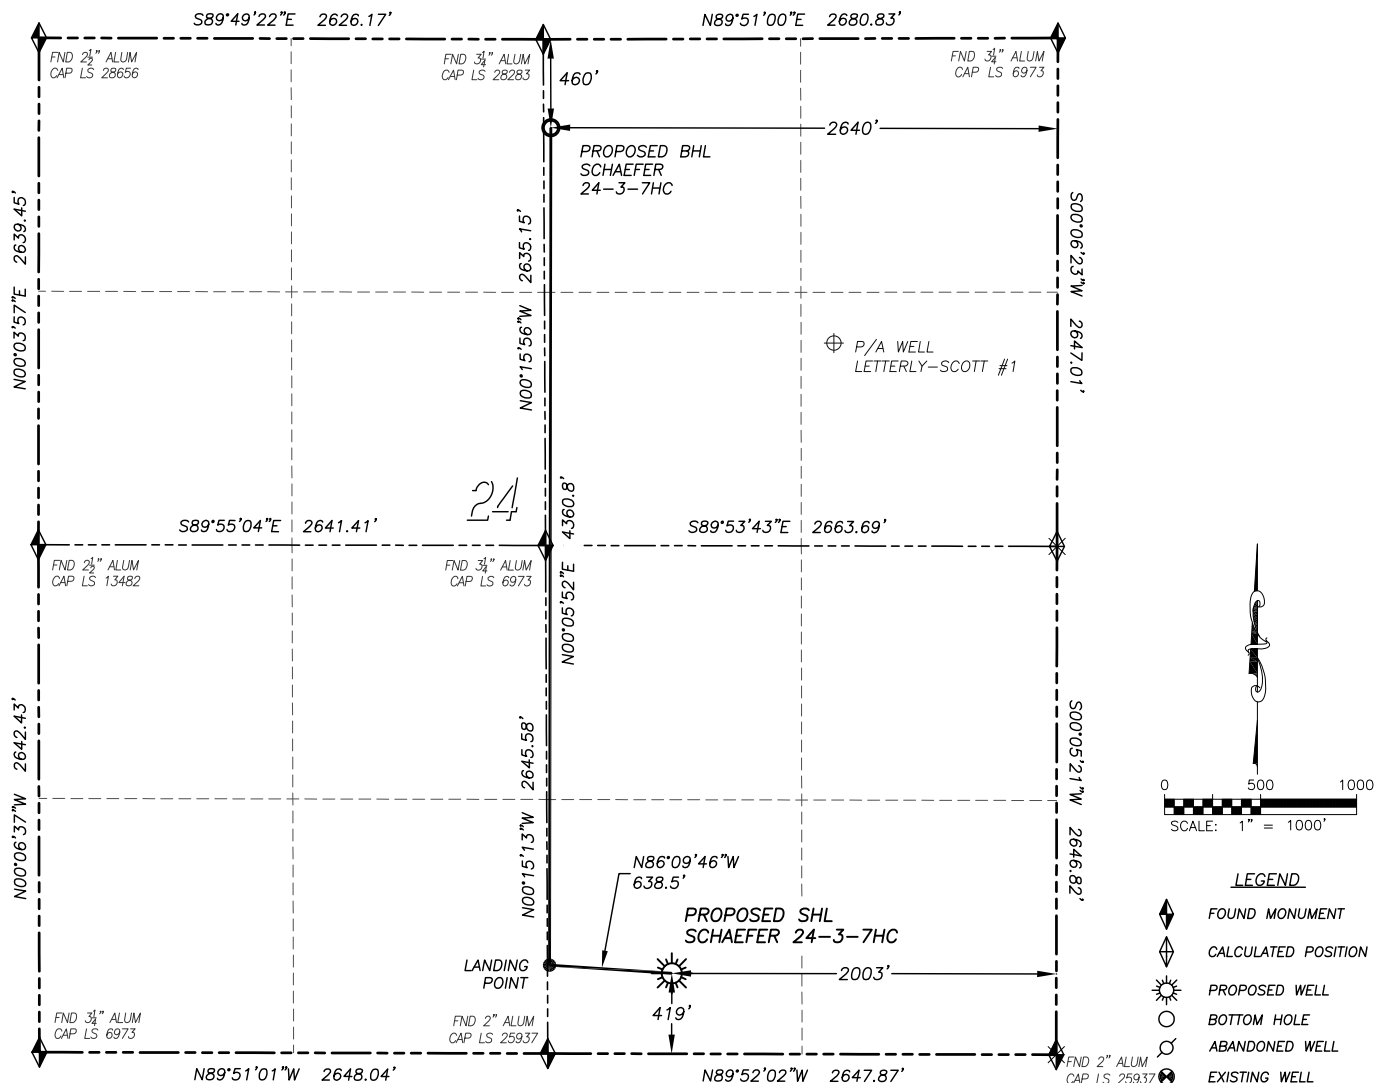 S89°49'22"E 2626.17'
N89°51'00"E 2680.83'
FND 2½" ALUM
CAP LS 28656
FND 3¼" ALUM
CAP LS 28283
FND 3¼" ALUM
CAP LS 6973
460'
2640'
PROPOSED BHL
SCHAEFER
24-3-7HC
N00°03'57"E 2639.45'
N00°15'56"W 2635.15'
S00°06'23"W 2647.01'
P/A WELL
LETTERLY-SCOTT #1
24
S89°55'04"E 2641.41'
S89°53'43"E 2663.69'
N00°05'52"E 4360.8'
FND 2½" ALUM
CAP LS 13482
FND 3¼" ALUM
CAP LS 6973
N00°06'37"W 2642.43'
N00°15'13"W 2645.58'
S00°05'21"W 2646.82'
0 500 1000
SCALE: 1" = 1000'
N86°09'46"W
638.5'
PROPOSED SHL
SCHAEFER 24-3-7HC
LANDING
POINT
2003'
419'
FND 3¼" ALUM
CAP LS 6973
FND 2" ALUM
CAP LS 25937
FND 2" ALUM
CAP LS 25937
N89°51'01"W 2648.04'
N89°52'02"W 2647.87'
LEGEND
FOUND MONUMENT
CALCULATED POSITION
PROPOSED WELL
BOTTOM HOLE
ABANDONED WELL
EXISTING WELL